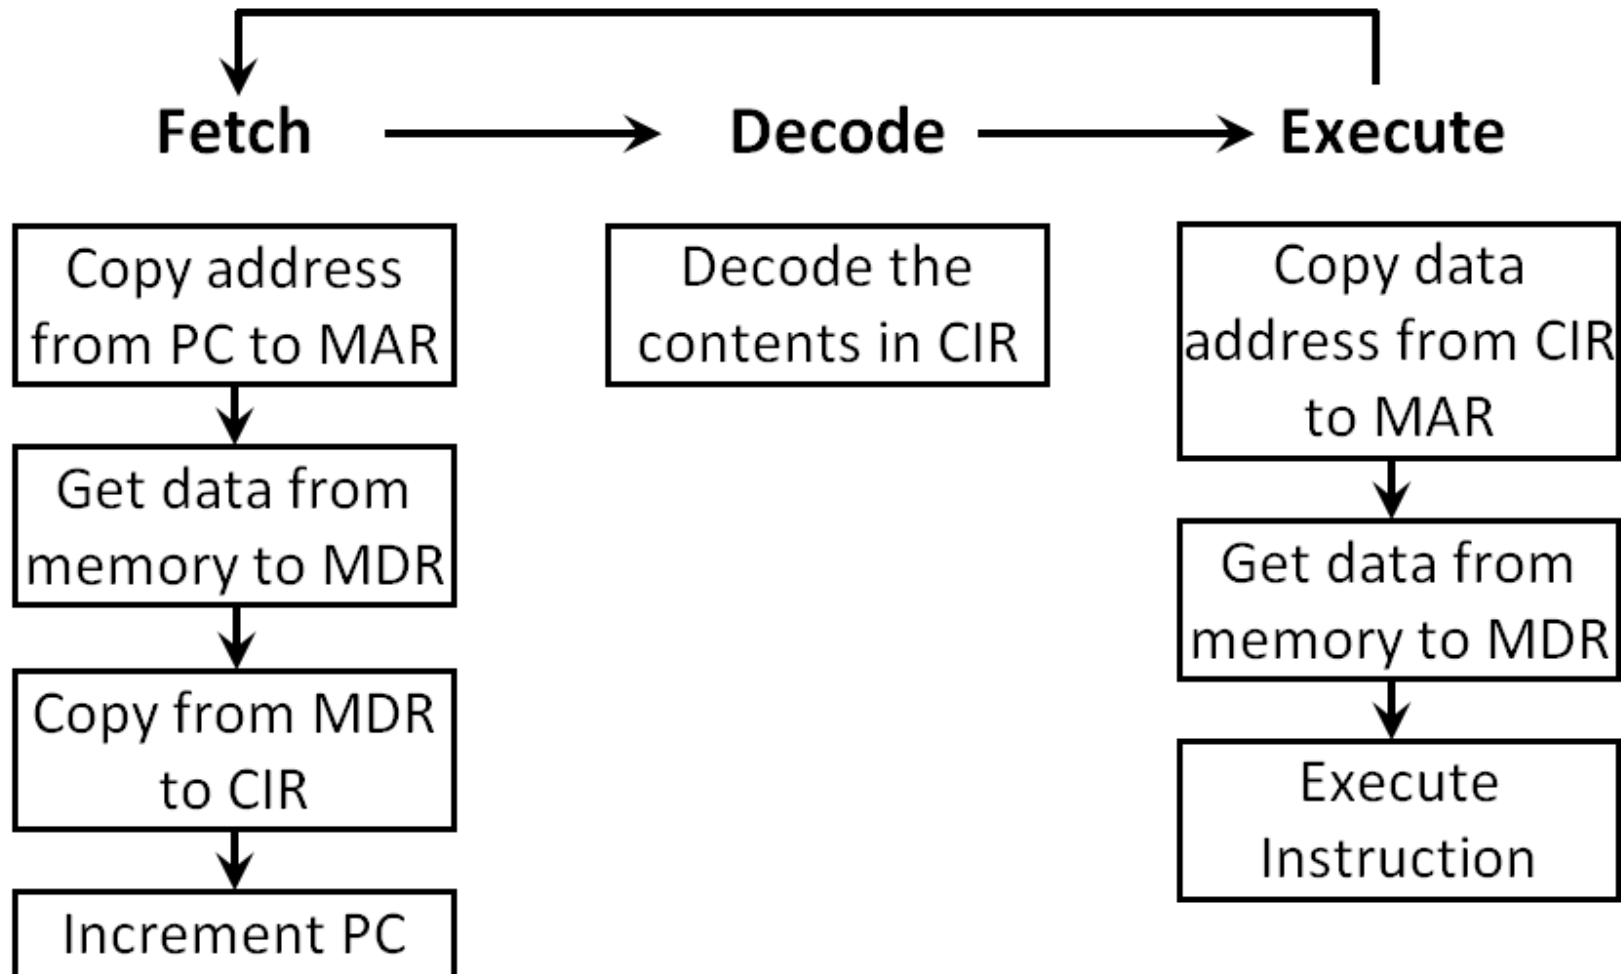 Fetch
Decode
Execute
Copy address
from PC to MAR
Get data from
memory to MDR
Copy from MDR
to CIR
Increment PC
Decode the
contents in CIR
Copy data
address from CIR
to MAR
Get data from
memory to MDR
Execute
Instruction